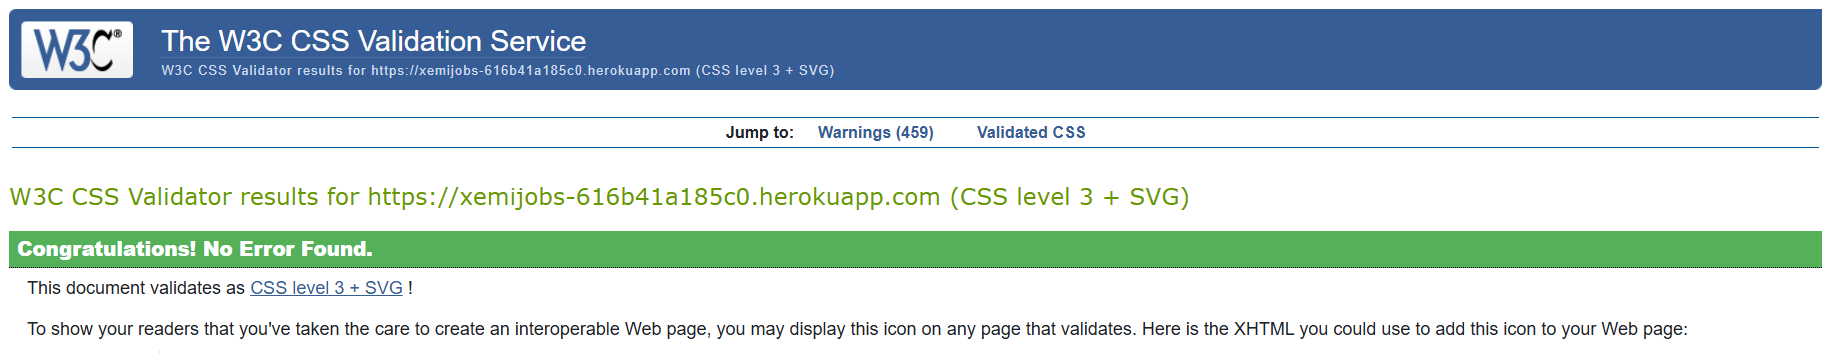 W3C®
The W3C CSS Validation Service
W3C CSS Validator results for https://xemijobs-616b41a185c0.herokuapp.com (CSS level 3 + SVG)
Jump to: Warnings (459) Validated CSS
W3C CSS Validator results for https://xemijobs-616b41a185c0.herokuapp.com (CSS level 3 + SVG)
Congratulations! No Error Found.
This document validates as CSS level 3 + SVG !
To show your readers that you've taken the care to create an interoperable Web page, you may display this icon on any page that validates. Here is the XHTML you could use to add this icon to your Web page: